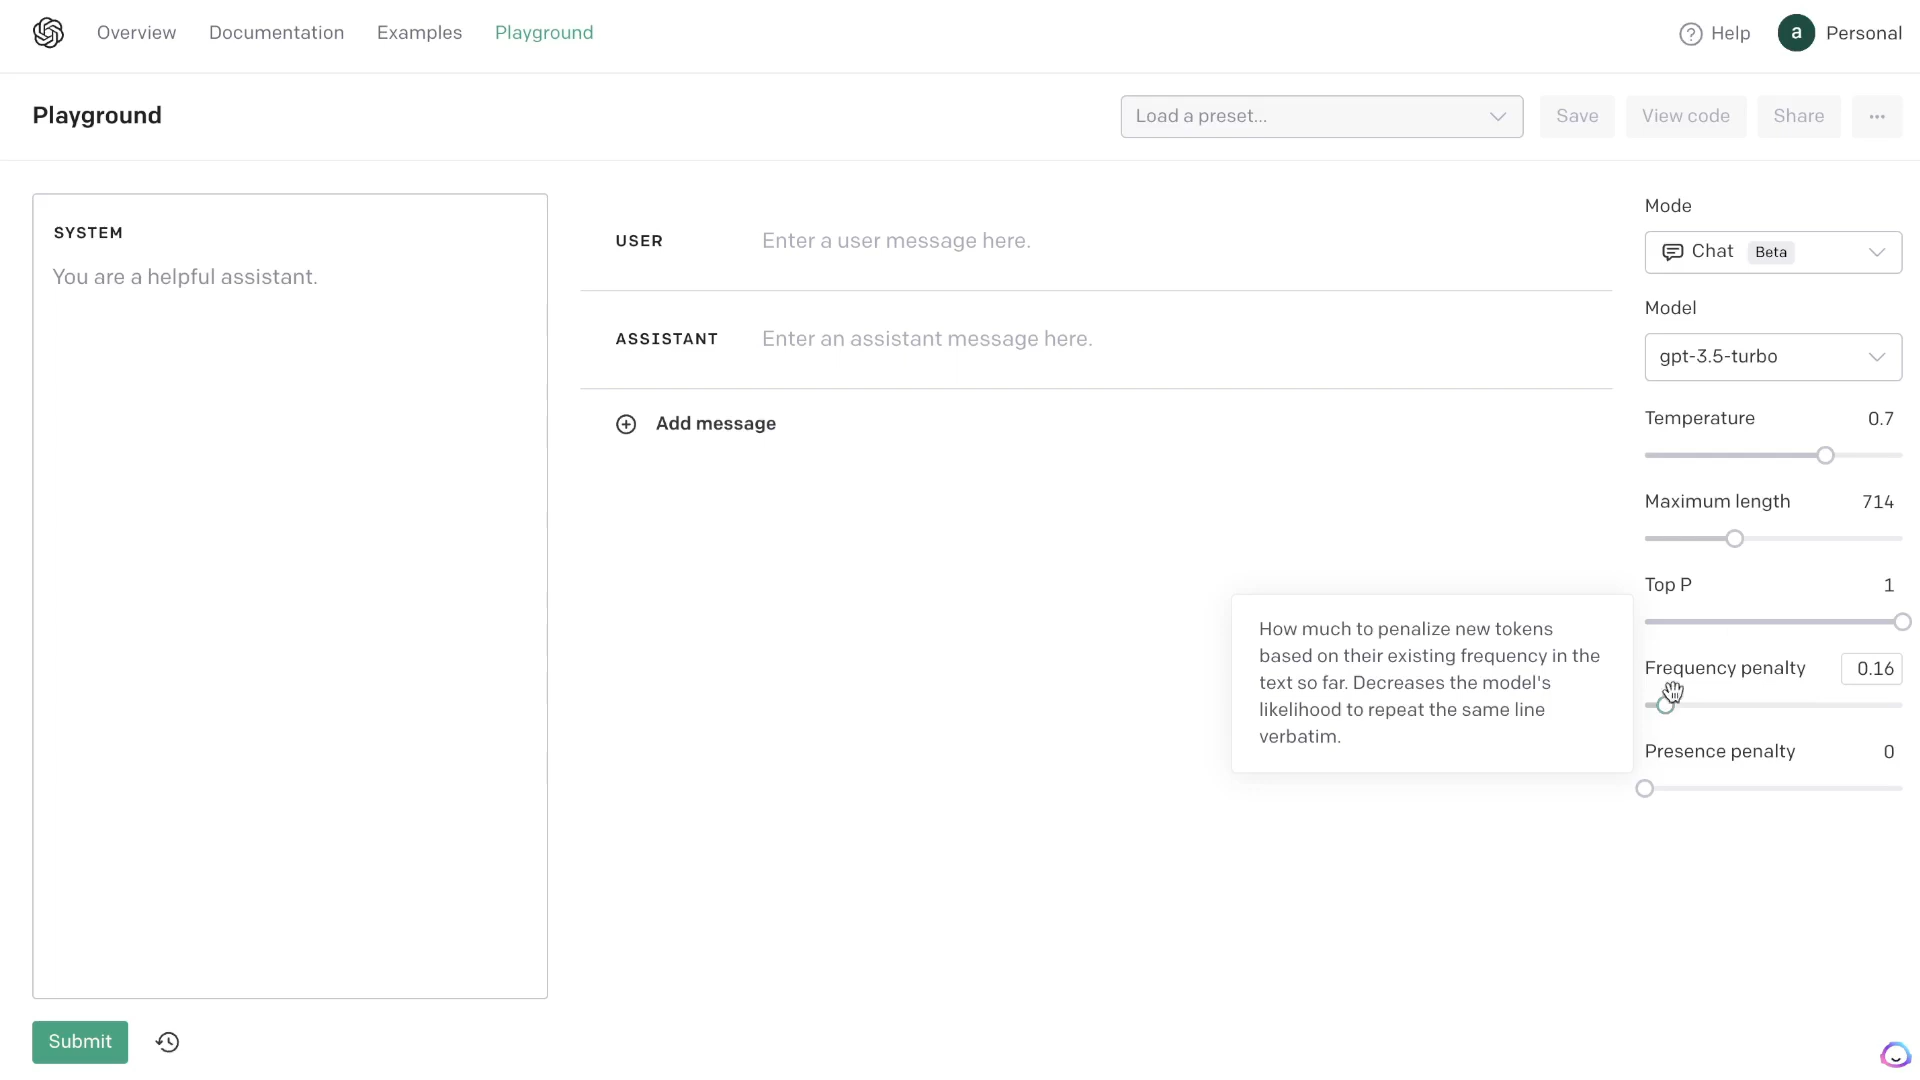 Overview Documentation Examples Playground Help a Personal
Playground Load a preset... Save View code Share ...
SYSTEM
You are a helpful assistant.
USER Enter a user message here.
ASSISTANT Enter an assistant message here.
Add message
Mode
Chat Beta
Model
gpt-3.5-turbo
Temperature 0.7
Maximum length 714
Top P 1
How much to penalize new tokens
based on their existing frequency in the
text so far. Decreases the model's
likelihood to repeat the same line
verbatim.
Frequency penalty 0.16
Presence penalty 0
Submit